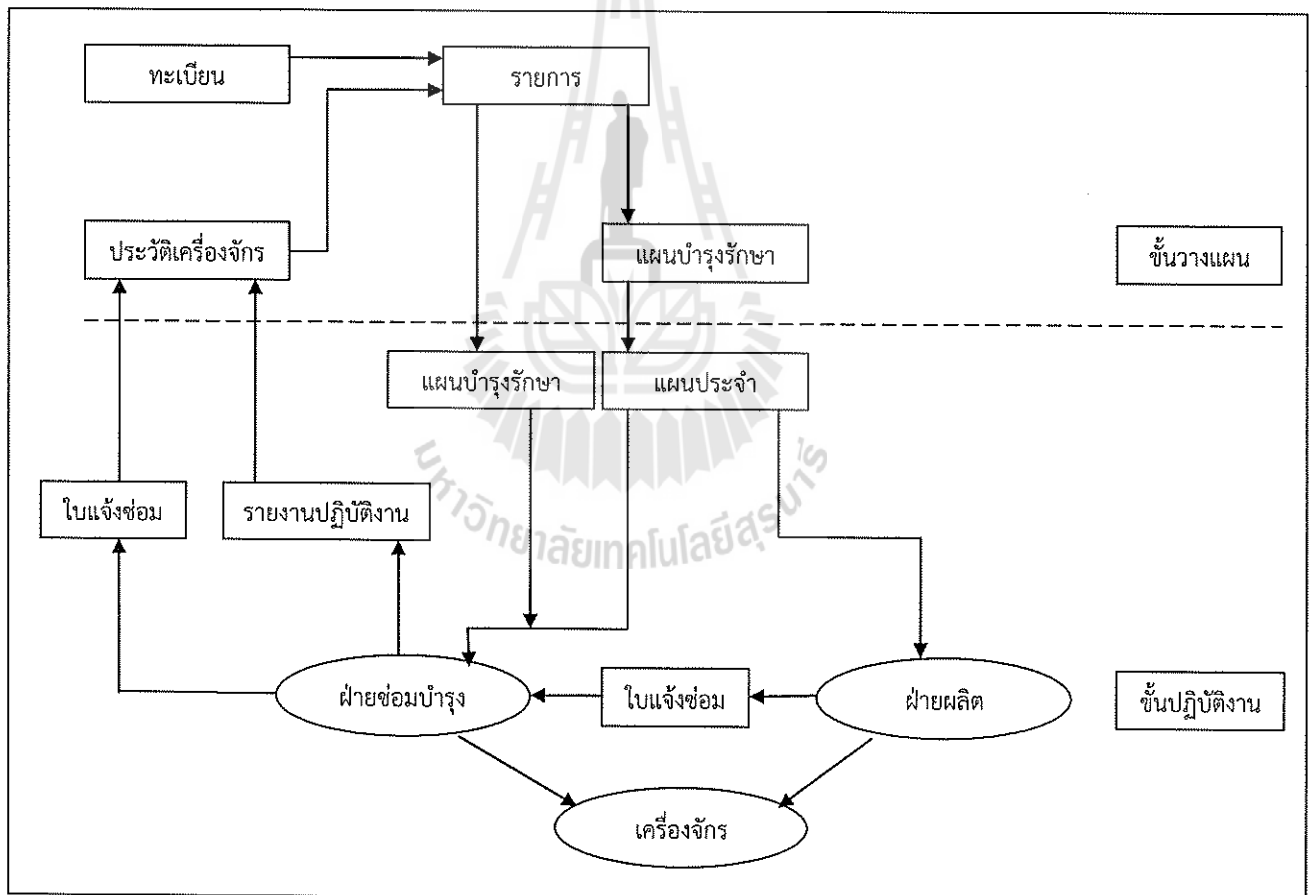 ทะเบียน
รายการ
ประวัติเครื่องจักร
แผนบำรุงรักษา
ขั้นวางแผน
แผนบำรุงรักษา
แผนประจำ
ใบแจ้งซ่อม
รายงานปฏิบัติงาน
มหาวิทยาลัยเทคโนโลยีสุรนารี
ฝ่ายซ่อมบำรุง
ใบแจ้งซ่อม
ฝ่ายผลิต
ขั้นปฏิบัติงาน
เครื่องจักร